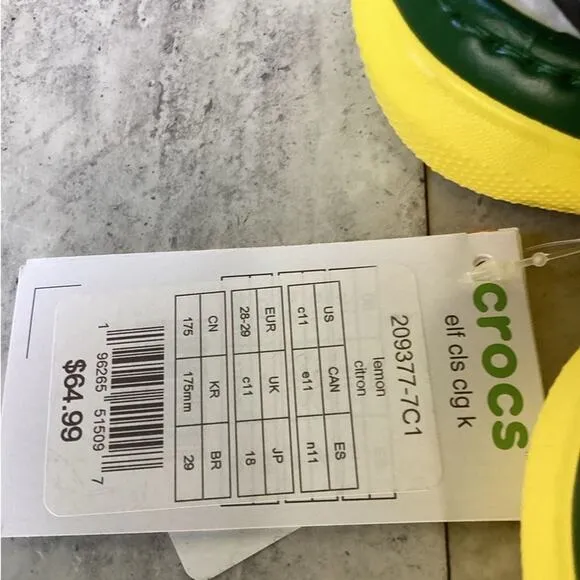 crocs
elf cls clg k
209377-7C1
lemon
citron
US CAN ES
c11 e11 n11
EUR UK JP
28-29 c11 18
CN KR BR
175 175mm 29
1 96265 51509 7
$64.99